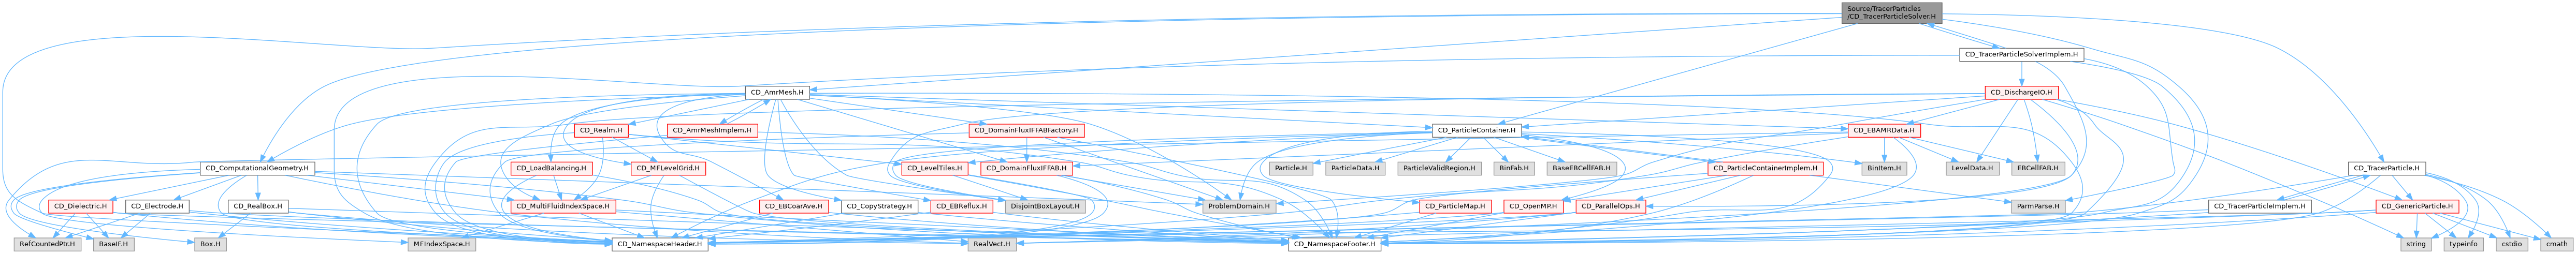 Source/TracerParticles
/CD_TracerParticleSolver.H
CD_TracerParticleSolverImplem.H
CD_AmrMesh.H
CD_DischargeIO.H
CD_Realm.H
CD_AmrMeshImplem.H
CD_DomainFluxIFFABFactory.H
CD_ParticleContainer.H
CD_EBAMRData.H
CD_ComputationalGeometry.H
CD_LoadBalancing.H
CD_MFLevelGrid.H
CD_LevelTiles.H
CD_DomainFluxIFFAB.H
Particle.H
ParticleData.H
ParticleValidRegion.H
BinFab.H
BaseEBCellFAB.H
CD_ParticleContainerImplem.H
BinItem.H
LevelData.H
EBCellFAB.H
CD_TracerParticle.H
CD_Dielectric.H
CD_Electrode.H
CD_RealBox.H
CD_MultiFluidIndexSpace.H
CD_EBCoarAve.H
CD_CopyStrategy.H
CD_EBReflux.H
DisjointBoxLayout.H
ProblemDomain.H
CD_ParticleMap.H
CD_OpenMP.H
CD_ParallelOps.H
ParmParse.H
CD_TracerParticleImplem.H
CD_GenericParticle.H
RefCountedPtr.H
BaseIF.H
Box.H
MFIndexSpace.H
CD_NamespaceHeader.H
RealVect.H
CD_NamespaceFooter.H
string
typeinfo
cstdio
cmath